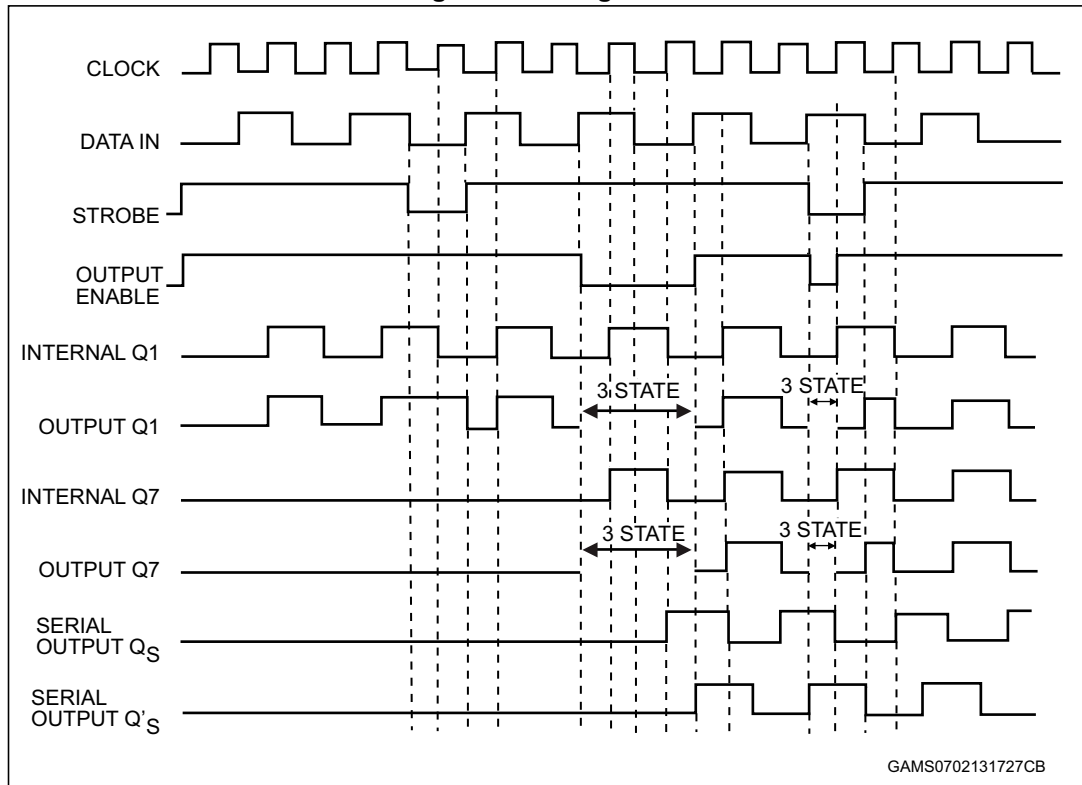 CLOCK
DATA IN
STROBE
OUTPUT
ENABLE
INTERNAL Q1
3 STATE
3 STATE
OUTPUT Q1
INTERNAL Q7
3 STATE
3 STATE
OUTPUT Q7
SERIAL
OUTPUT QS
SERIAL
OUTPUT Q'S
GAMS0702131727CB